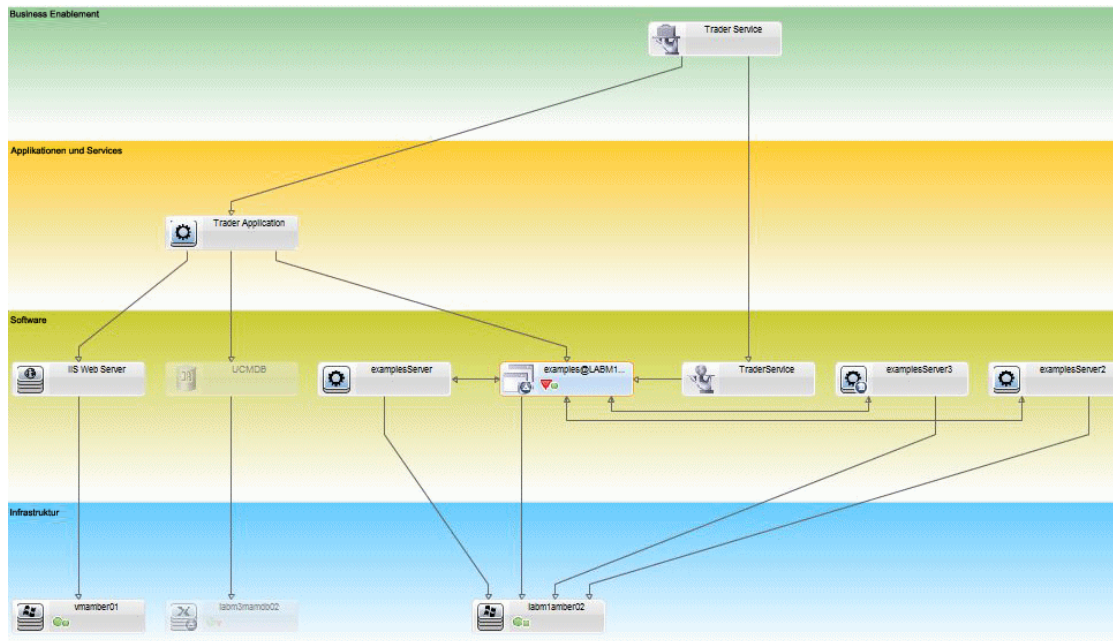 Business Enablement
Trader Service
Applikationen und Services
Trader Application
Software
IIS Web Server
UCMDB
examplesServer
examples@LABM1...
TraderService
examplesServer3
examplesServer2
Infrastruktur
vmamber01
labm3mamdb02
labm1amber02